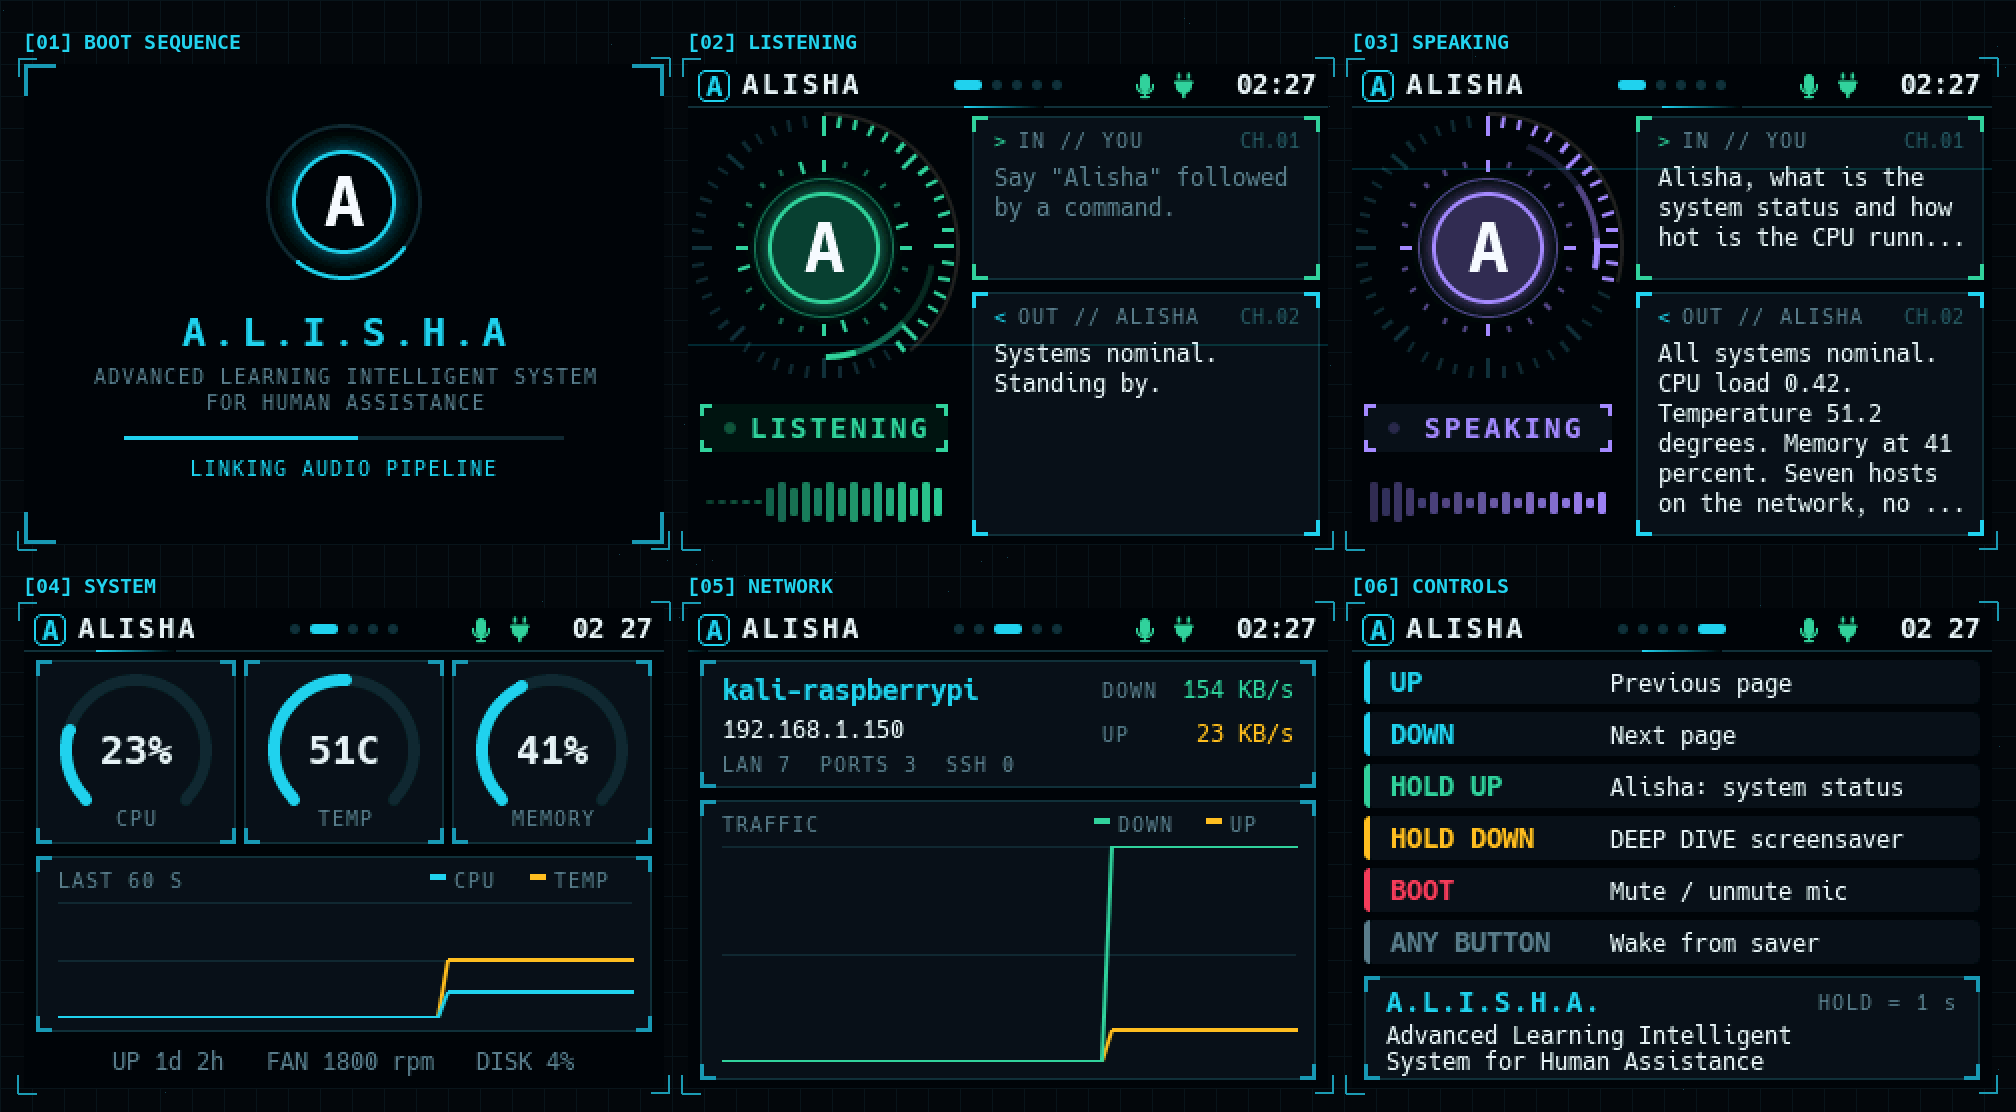 [01] BOOT SEQUENCE
A
A.L.I.S.H.A
ADVANCED LEARNING INTELLIGENT SYSTEM
FOR HUMAN ASSISTANCE
LINKING AUDIO PIPELINE
[02] LISTENING
A ALISHA 02:27
A
LISTENING
> IN // YOU CH.01
Say "Alisha" followed
by a command.
< OUT // ALISHA CH.02
Systems nominal.
Standing by.
[03] SPEAKING
A ALISHA 02:27
A
SPEAKING
> IN // YOU CH.01
Alisha, what is the
system status and how
hot is the CPU runn...
< OUT // ALISHA CH.02
All systems nominal.
CPU load 0.42.
Temperature 51.2
degrees. Memory at 41
percent. Seven hosts
on the network, no ...
[04] SYSTEM
A ALISHA 02 27
23% 51C 41%
CPU TEMP MEMORY
LAST 60 S CPU TEMP
UP 1d 2h FAN 1800 rpm DISK 4%
[05] NETWORK
A ALISHA 02:27
kali-raspberrypi DOWN 154 KB/s
192.168.1.150 UP 23 KB/s
LAN 7 PORTS 3 SSH 0
TRAFFIC DOWN UP
[06] CONTROLS
A ALISHA 02 27
UP Previous page
DOWN Next page
HOLD UP Alisha: system status
HOLD DOWN DEEP DIVE screensaver
BOOT Mute / unmute mic
ANY BUTTON Wake from saver
A.L.I.S.H.A. HOLD = 1 s
Advanced Learning Intelligent
System for Human Assistance